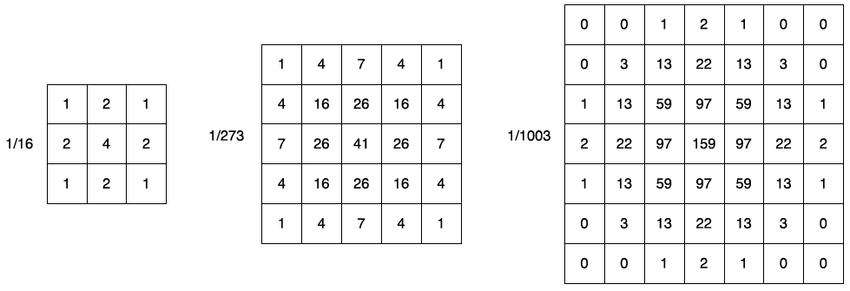 1/16
1 2 1
2 4 2
1 2 1
1/273
1 4 7 4 1
4 16 26 16 4
7 26 41 26 7
4 16 26 16 4
1 4 7 4 1
1/1003
0 0 1 2 1 0 0
0 3 13 22 13 3 0
1 13 59 97 59 13 1
2 22 97 159 97 22 2
1 13 59 97 59 13 1
0 3 13 22 13 3 0
0 0 1 2 1 0 0